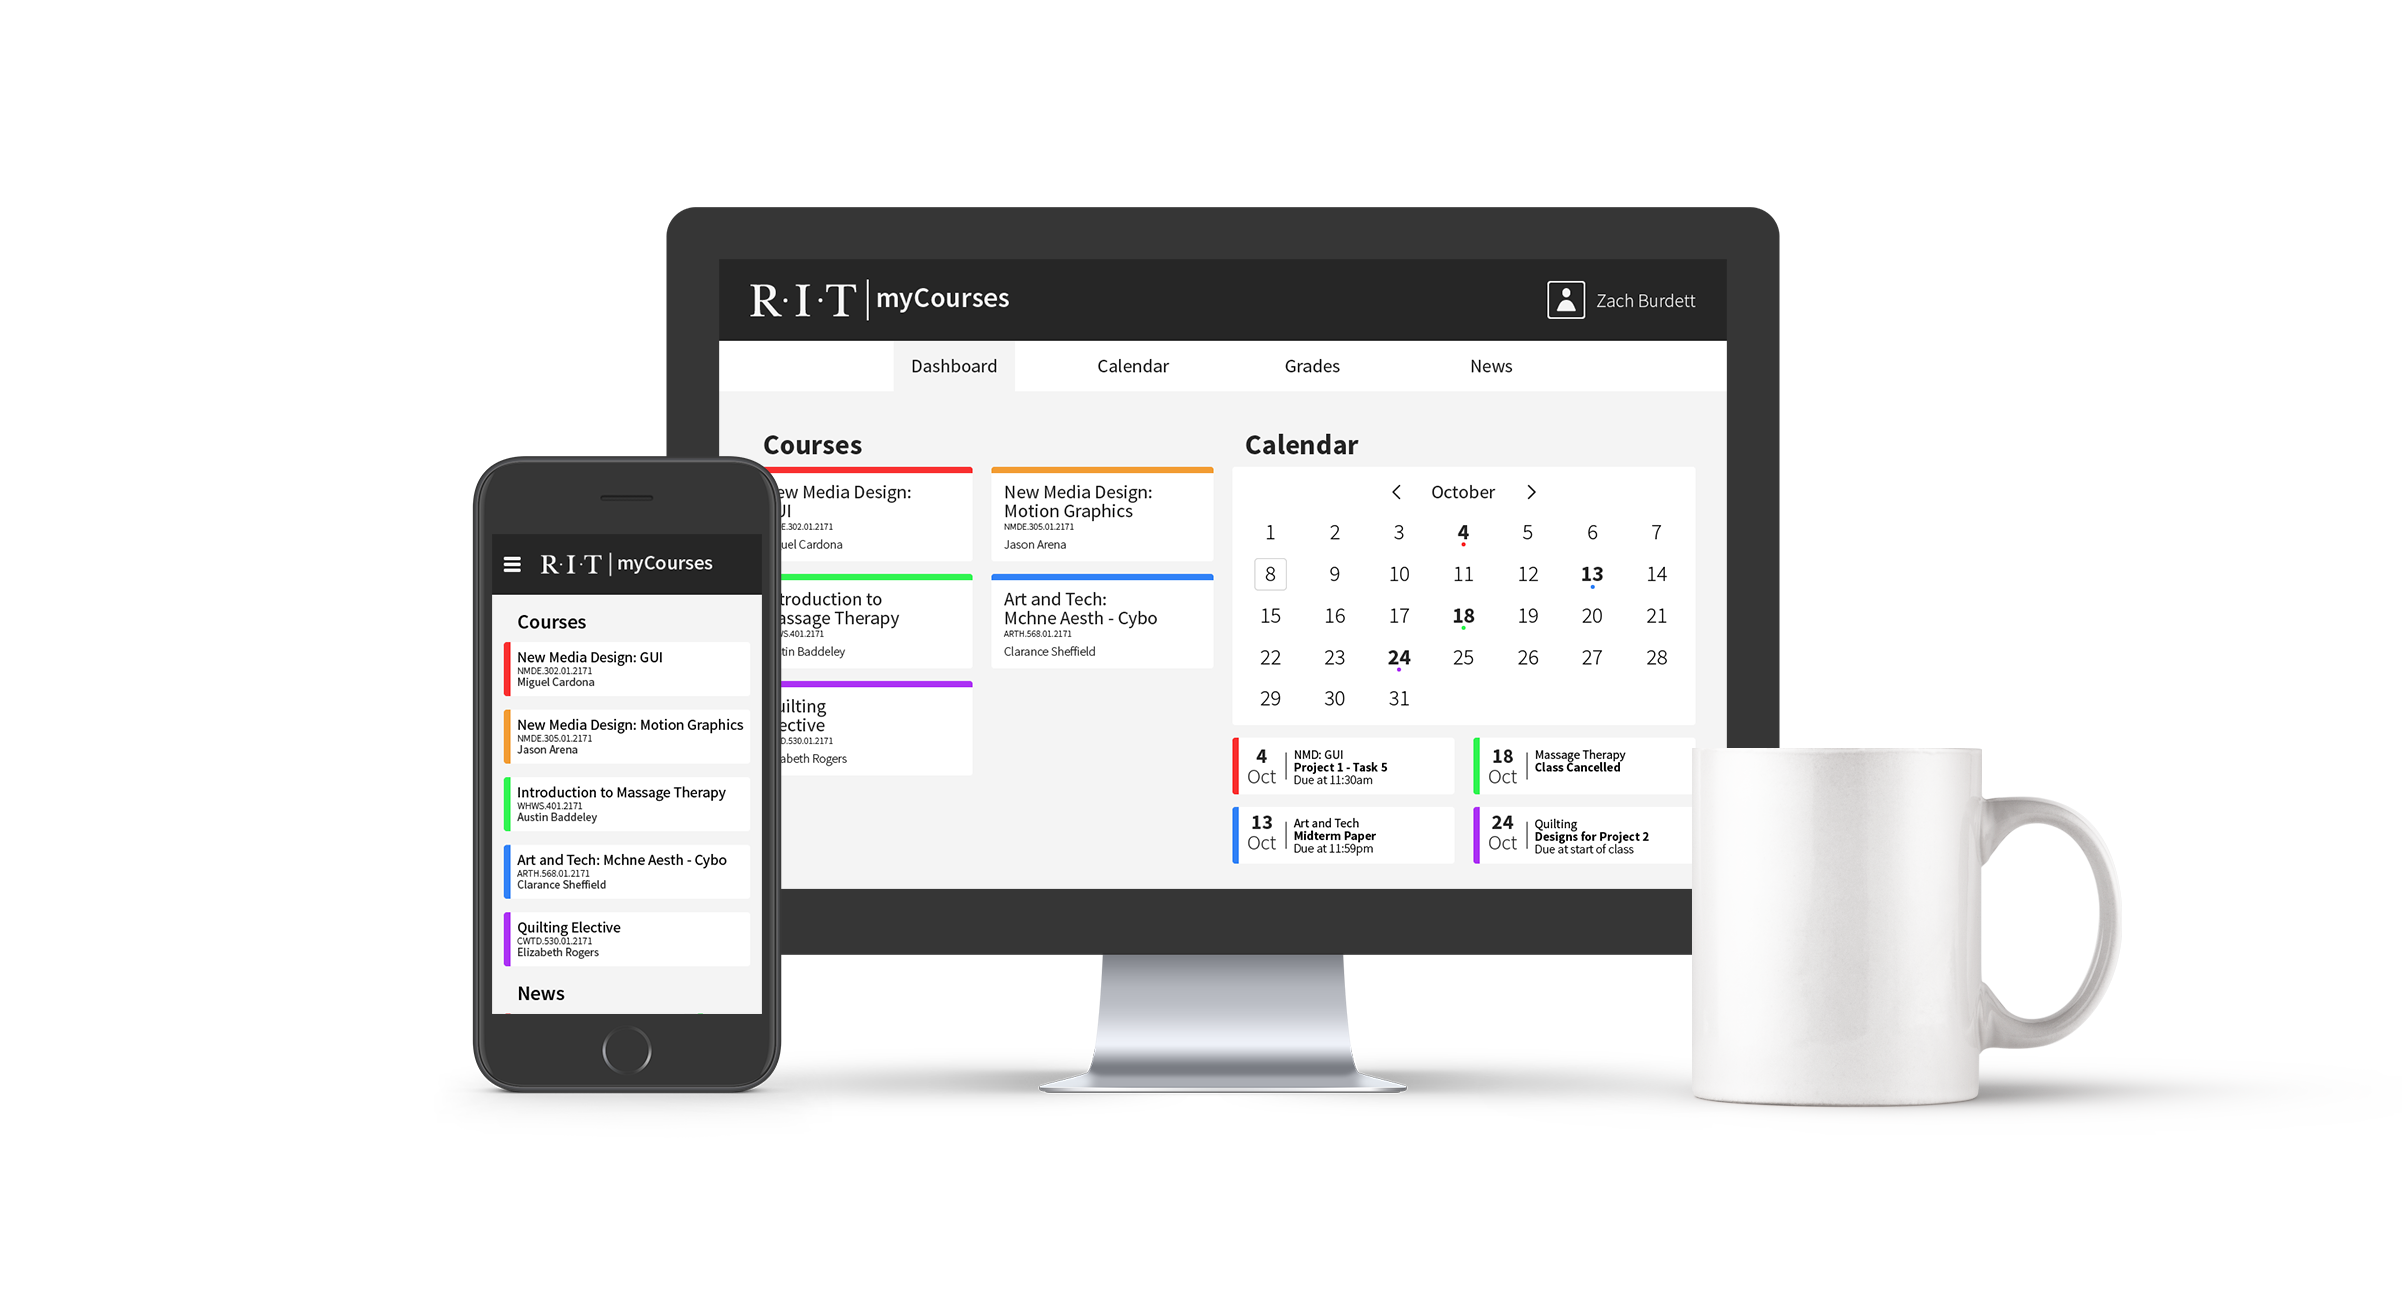 R·I·T | myCourses
Zach Burdett
Dashboard
Calendar
Grades
News
Courses
ew Media Design:
UI
E.302.01.2171
uel Cardona
New Media Design:
Motion Graphics
NMDE.305.01.2171
Jason Arena
troduction to
assage Therapy
WS.401.2171
tin Baddeley
Art and Tech:
Mchne Aesth - Cybo
ARTH.568.01.2171
Clarance Sheffield
uilting
ective
D.530.01.2171
abeth Rogers
Calendar
< October >
1 2 3 4 5 6 7
8 9 10 11 12 13 14
15 16 17 18 19 20 21
22 23 24 25 26 27 28
29 30 31
4
Oct
NMD: GUI
Project 1 - Task 5
Due at 11:30am
18
Oct
Massage Therapy
Class Cancelled
13
Oct
Art and Tech
Midterm Paper
Due at 11:59pm
24
Oct
Quilting
Designs for Project 2
Due at start of class
R·I·T | myCourses
Courses
New Media Design: GUI
NMDE.302.01.2171
Miguel Cardona
New Media Design: Motion Graphics
NMDE.305.01.2171
Jason Arena
Introduction to Massage Therapy
WHWS.401.2171
Austin Baddeley
Art and Tech: Mchne Aesth - Cybo
ARTH.568.01.2171
Clarance Sheffield
Quilting Elective
CWTD.530.01.2171
Elizabeth Rogers
News